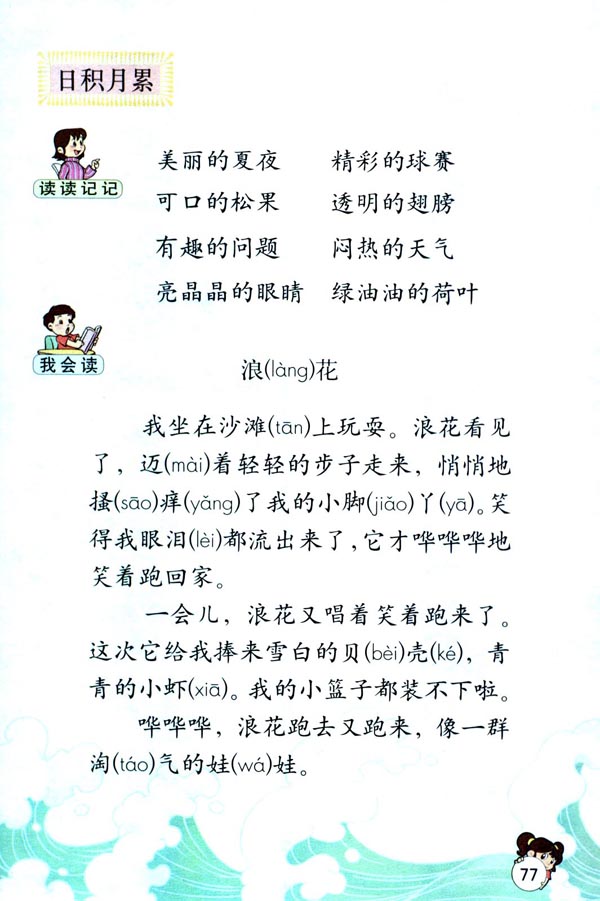 日积月累
读读记记
美丽的夏夜 精彩的球赛
可口的松果 透明的翅膀
有趣的问题 闷热的天气
亮晶晶的眼睛 绿油油的荷叶
我会读
浪(làng)花
我坐在沙滩(tān)上玩耍。浪花看见
了，迈(mài)着轻轻的步子走来，悄悄地
搔(sāo)痒(yǎng)了我的小脚(jiǎo)丫(yā)。笑
得我眼泪(lèi)都流出来了，它才哗哗哗地
笑着跑回家。
一会儿，浪花又唱着笑着跑来了。
这次它给我捧来雪白的贝(bèi)壳(ké)，青
青的小虾(xiā)。我的小篮子都装不下啦。
哗哗哗，浪花跑去又跑来，像一群
淘(táo)气的娃(wá)娃。
77